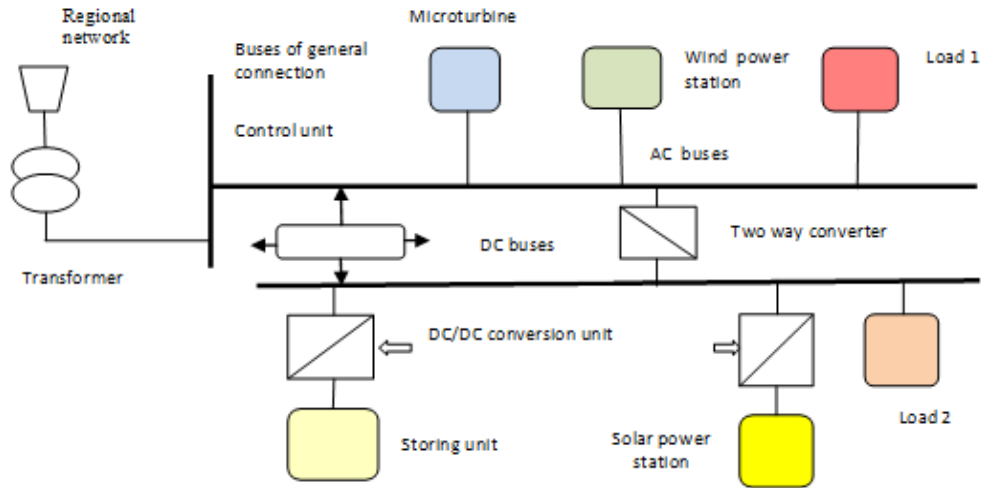 Regional
network
Microturbine
Buses of general
connection
Wind power
station
Load 1
Control unit
AC buses
Two way converter
DC buses
Transformer
DC/DC conversion unit
Storing unit
Solar power
station
Load 2